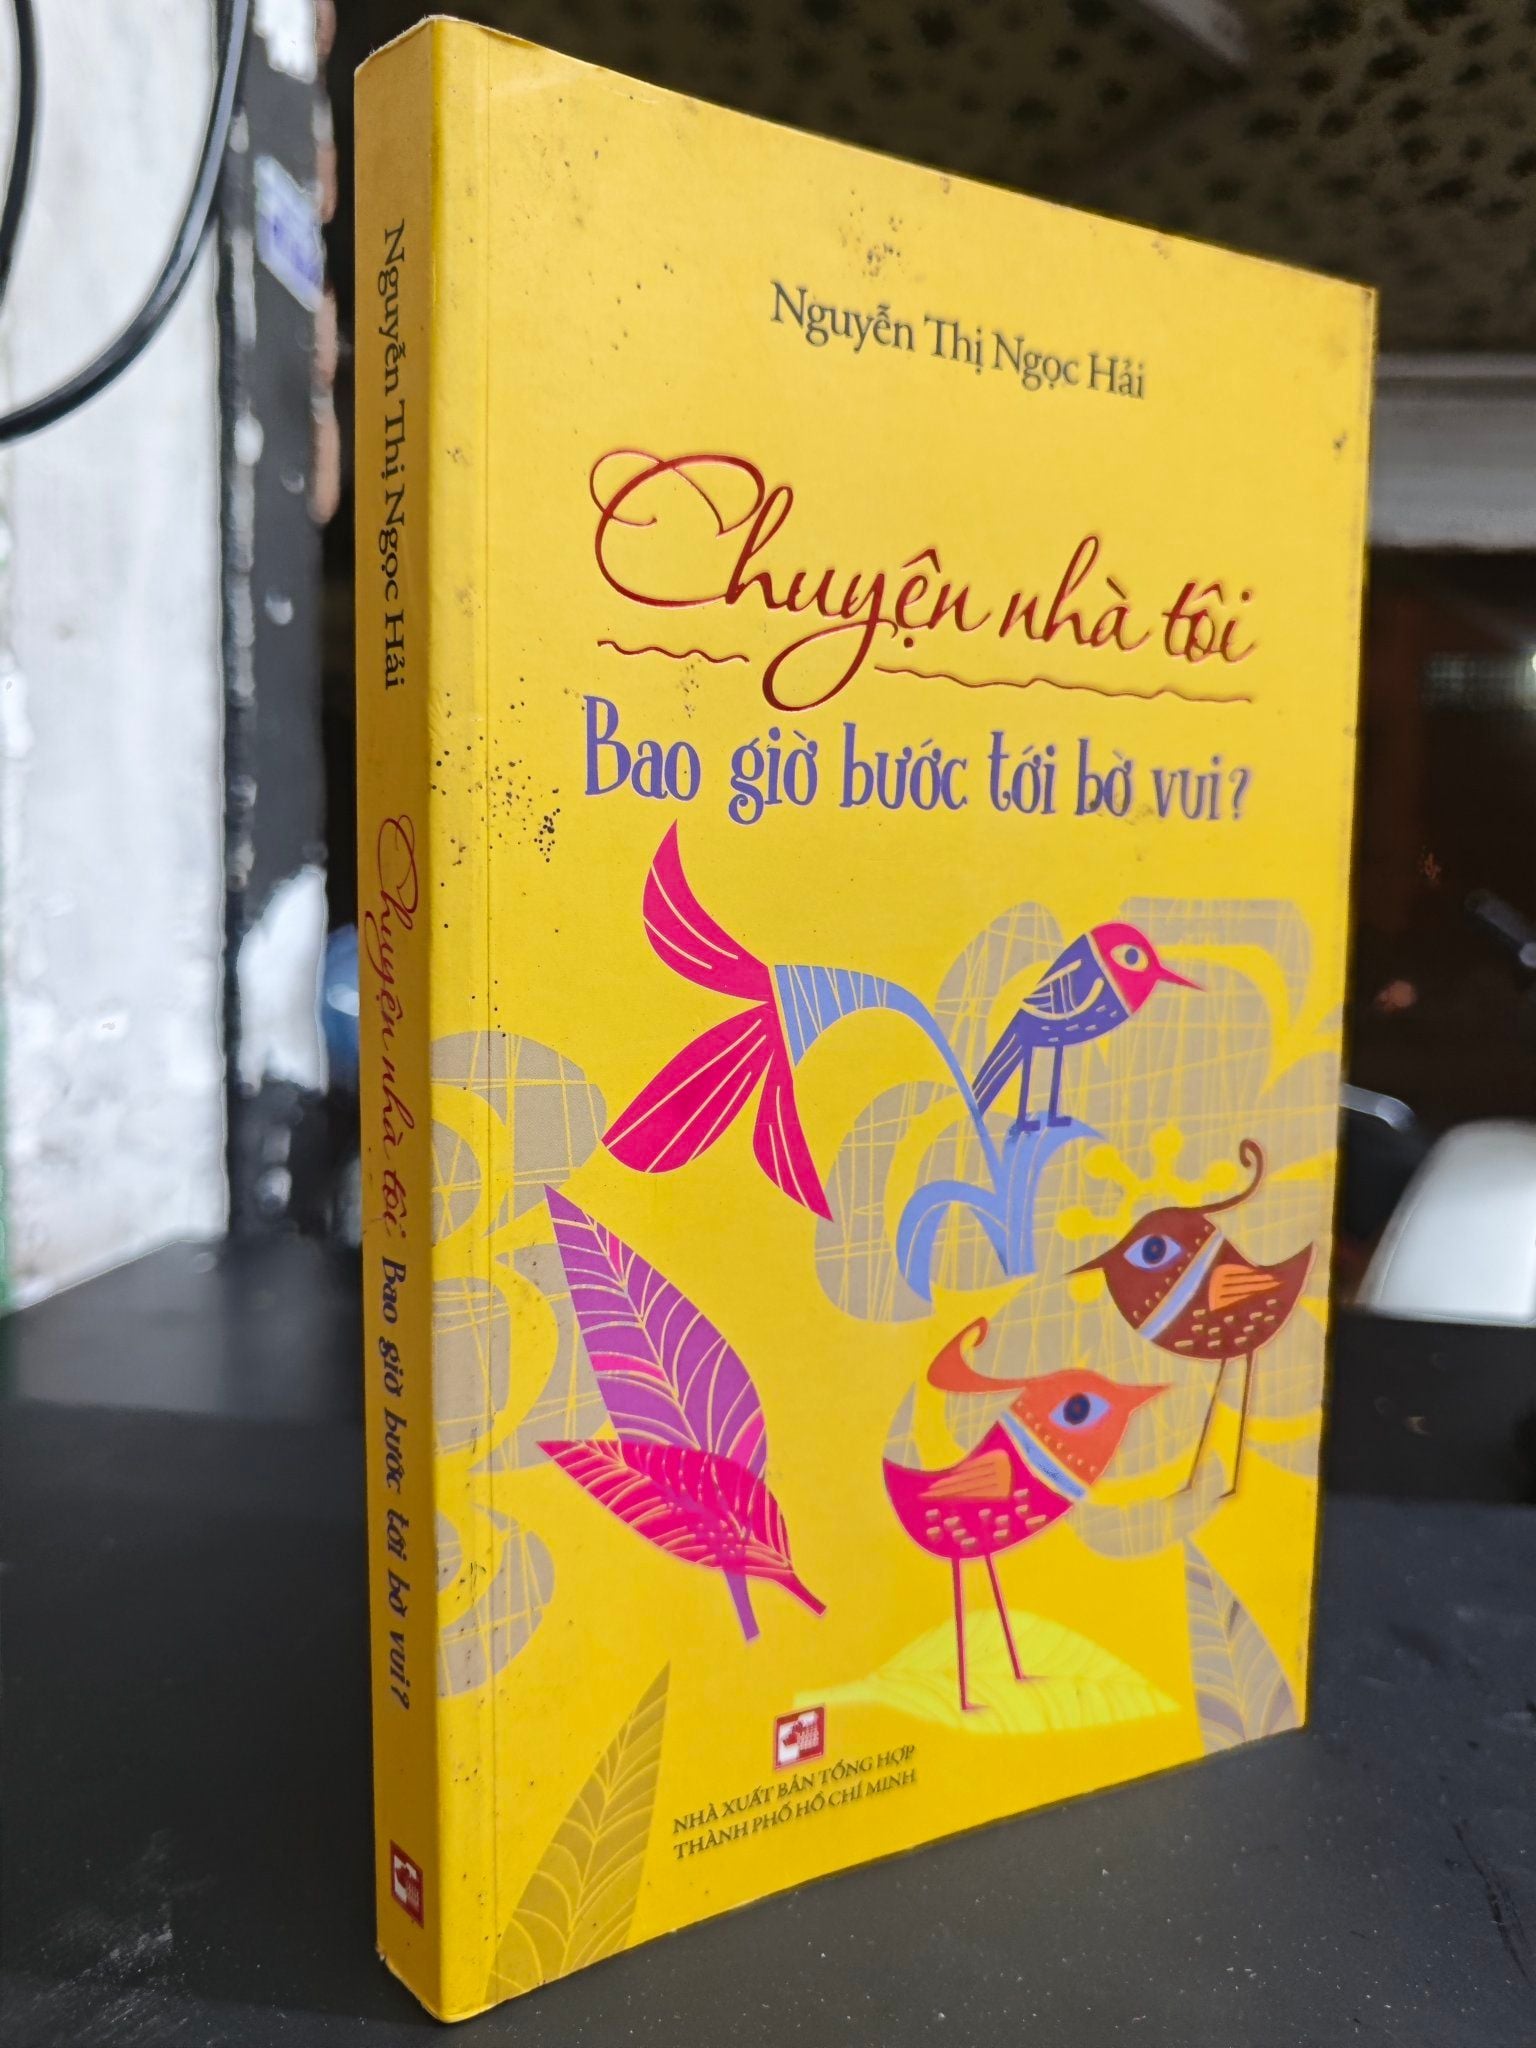 Nguyễn Thị Ngọc Hải
Chuyện nhà tôi
Bao giờ bước tới bờ vui?
NHÀ XUẤT BẢN TỔNG HỢP
THÀNH PHỐ HỒ CHÍ MINH
Nguyễn Thị Ngọc Hải Chuyện nhà tôi Bao giờ bước tới bờ vui?